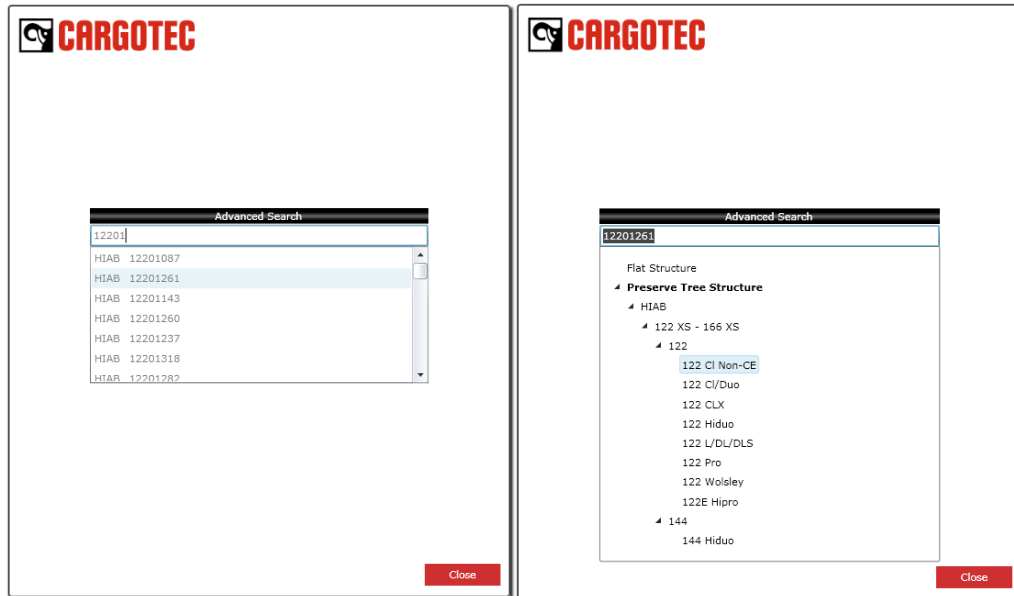 CARGOTEC
Advanced Search
12201
HIAB 12201087
HIAB 12201261
HIAB 12201143
HIAB 12201260
HIAB 12201237
HIAB 12201318
HIAB 12201282
Close
CARGOTEC
Advanced Search
12201261
Flat Structure
Preserve Tree Structure
HIAB
122 XS - 166 XS
122
122 Cl Non-CE
122 Cl/Duo
122 CLX
122 Hiduo
122 L/DL/DLS
122 Pro
122 Wolsley
122E Hipro
144
144 Hiduo
Close